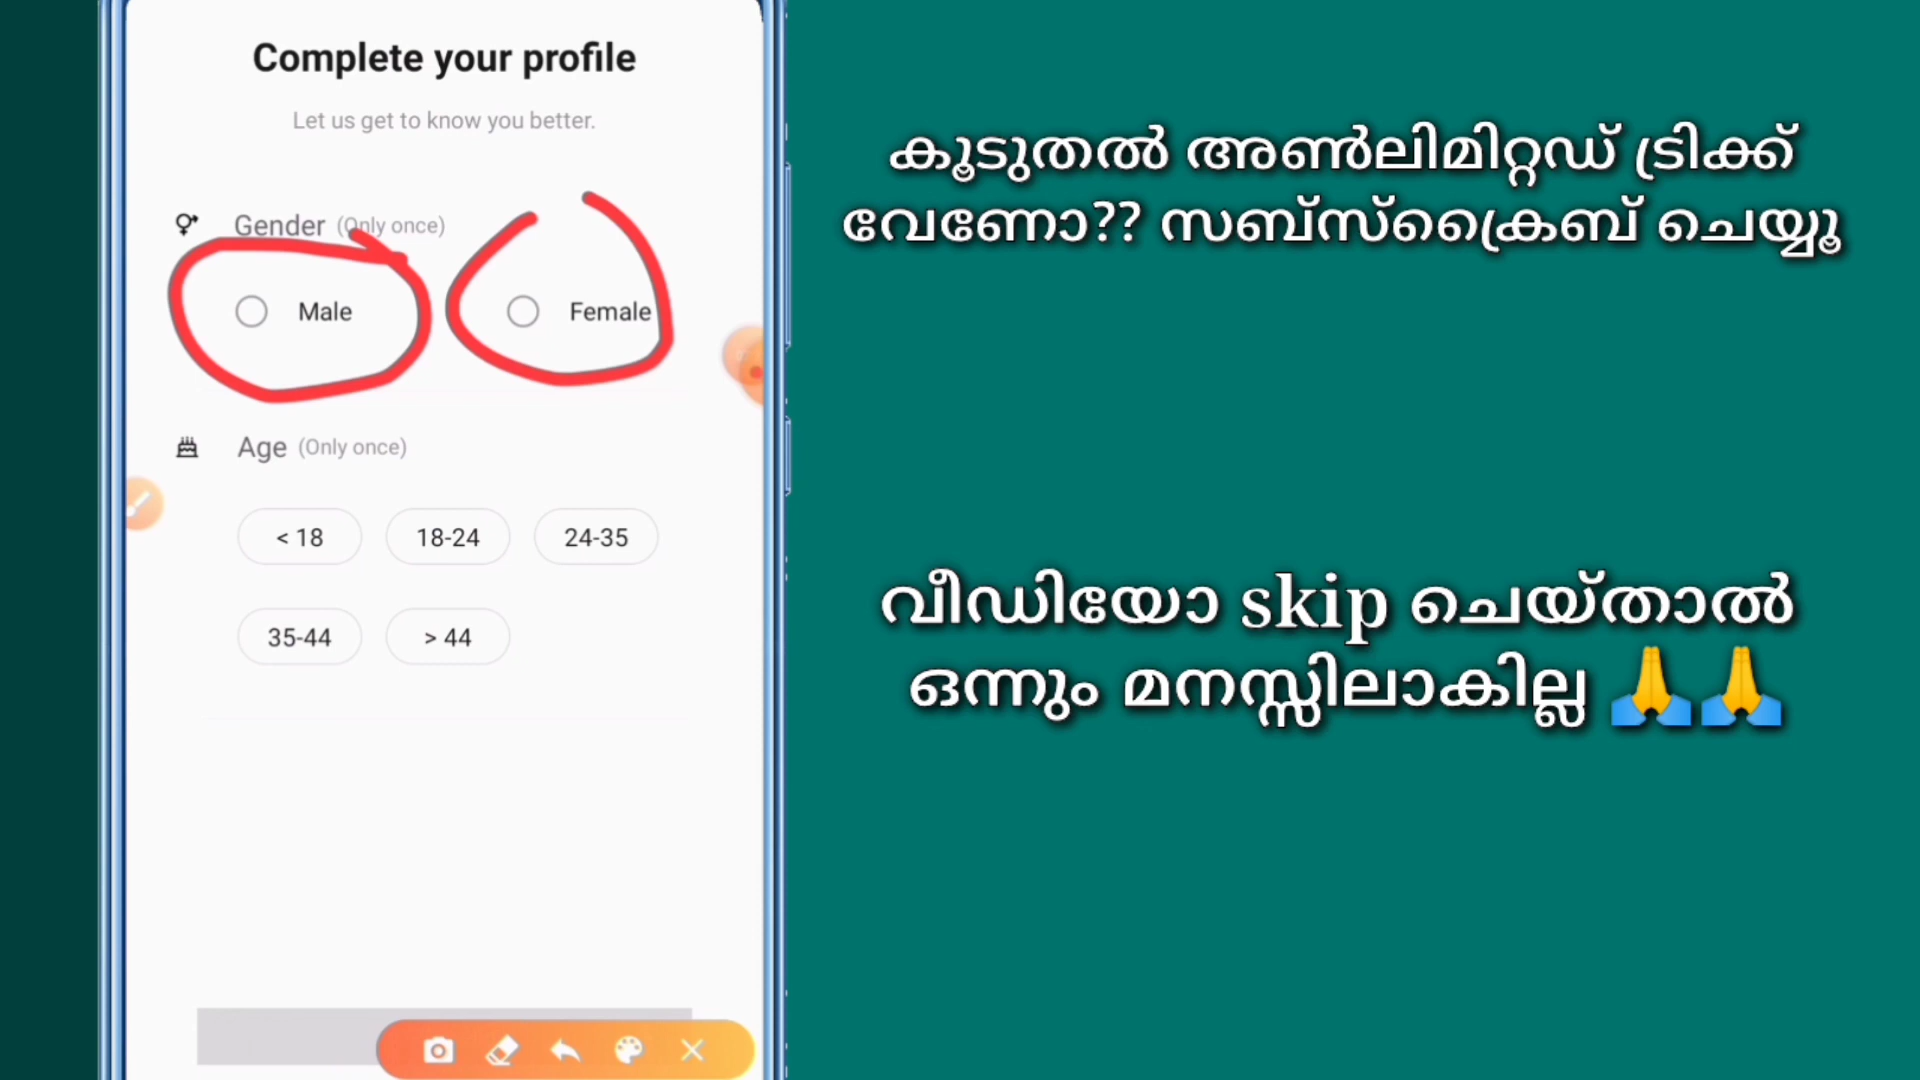 Complete your profile
Let us get to know you better.
Gender (Only once)
Male Female
Age (Only once)
< 18 18-24 24-35
35-44 > 44
കൂടുതൽ അൺലിമിറ്റഡ് ട്രിക്ക്
വേണോ?? സബ്സ്ക്രൈബ് ചെയ്യൂ
വീഡിയോ skip ചെയ്താൽ
ഒന്നും മനസ്സിലാകില്ല 🙏🙏